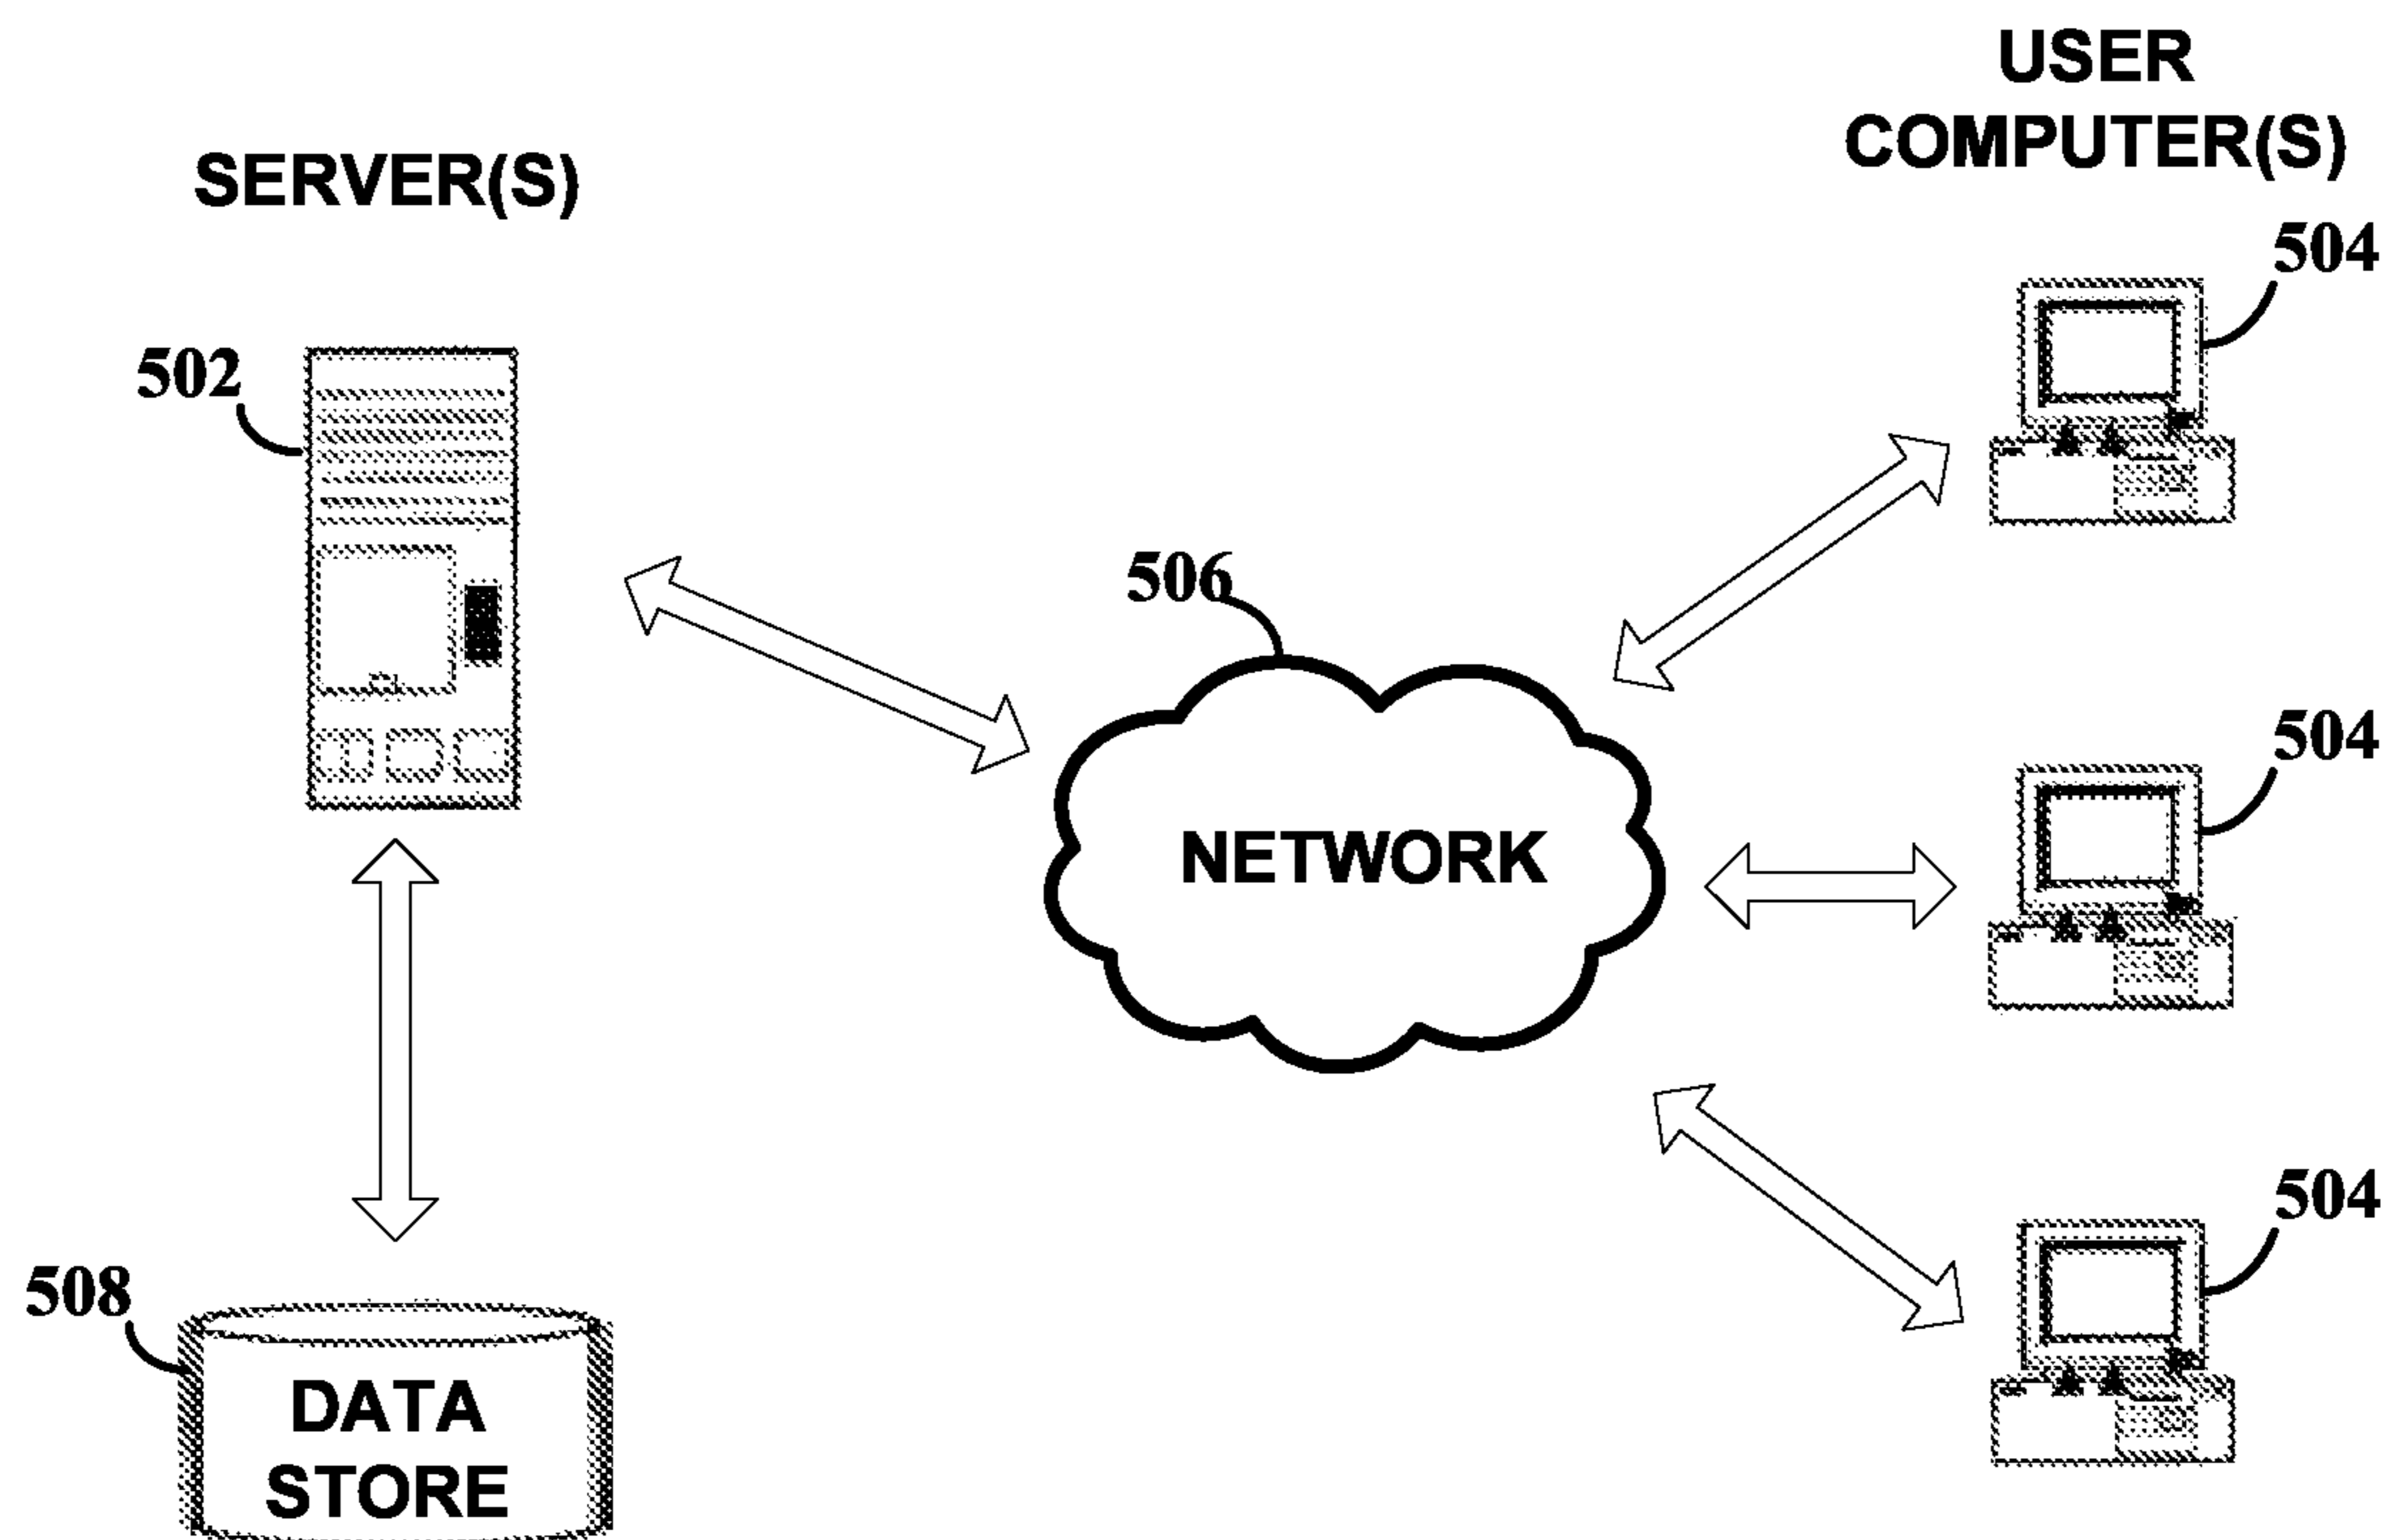 USER
COMPUTER(S)
SERVER(S)
504
502
506
504
NETWORK
504
508
DATA
STORE